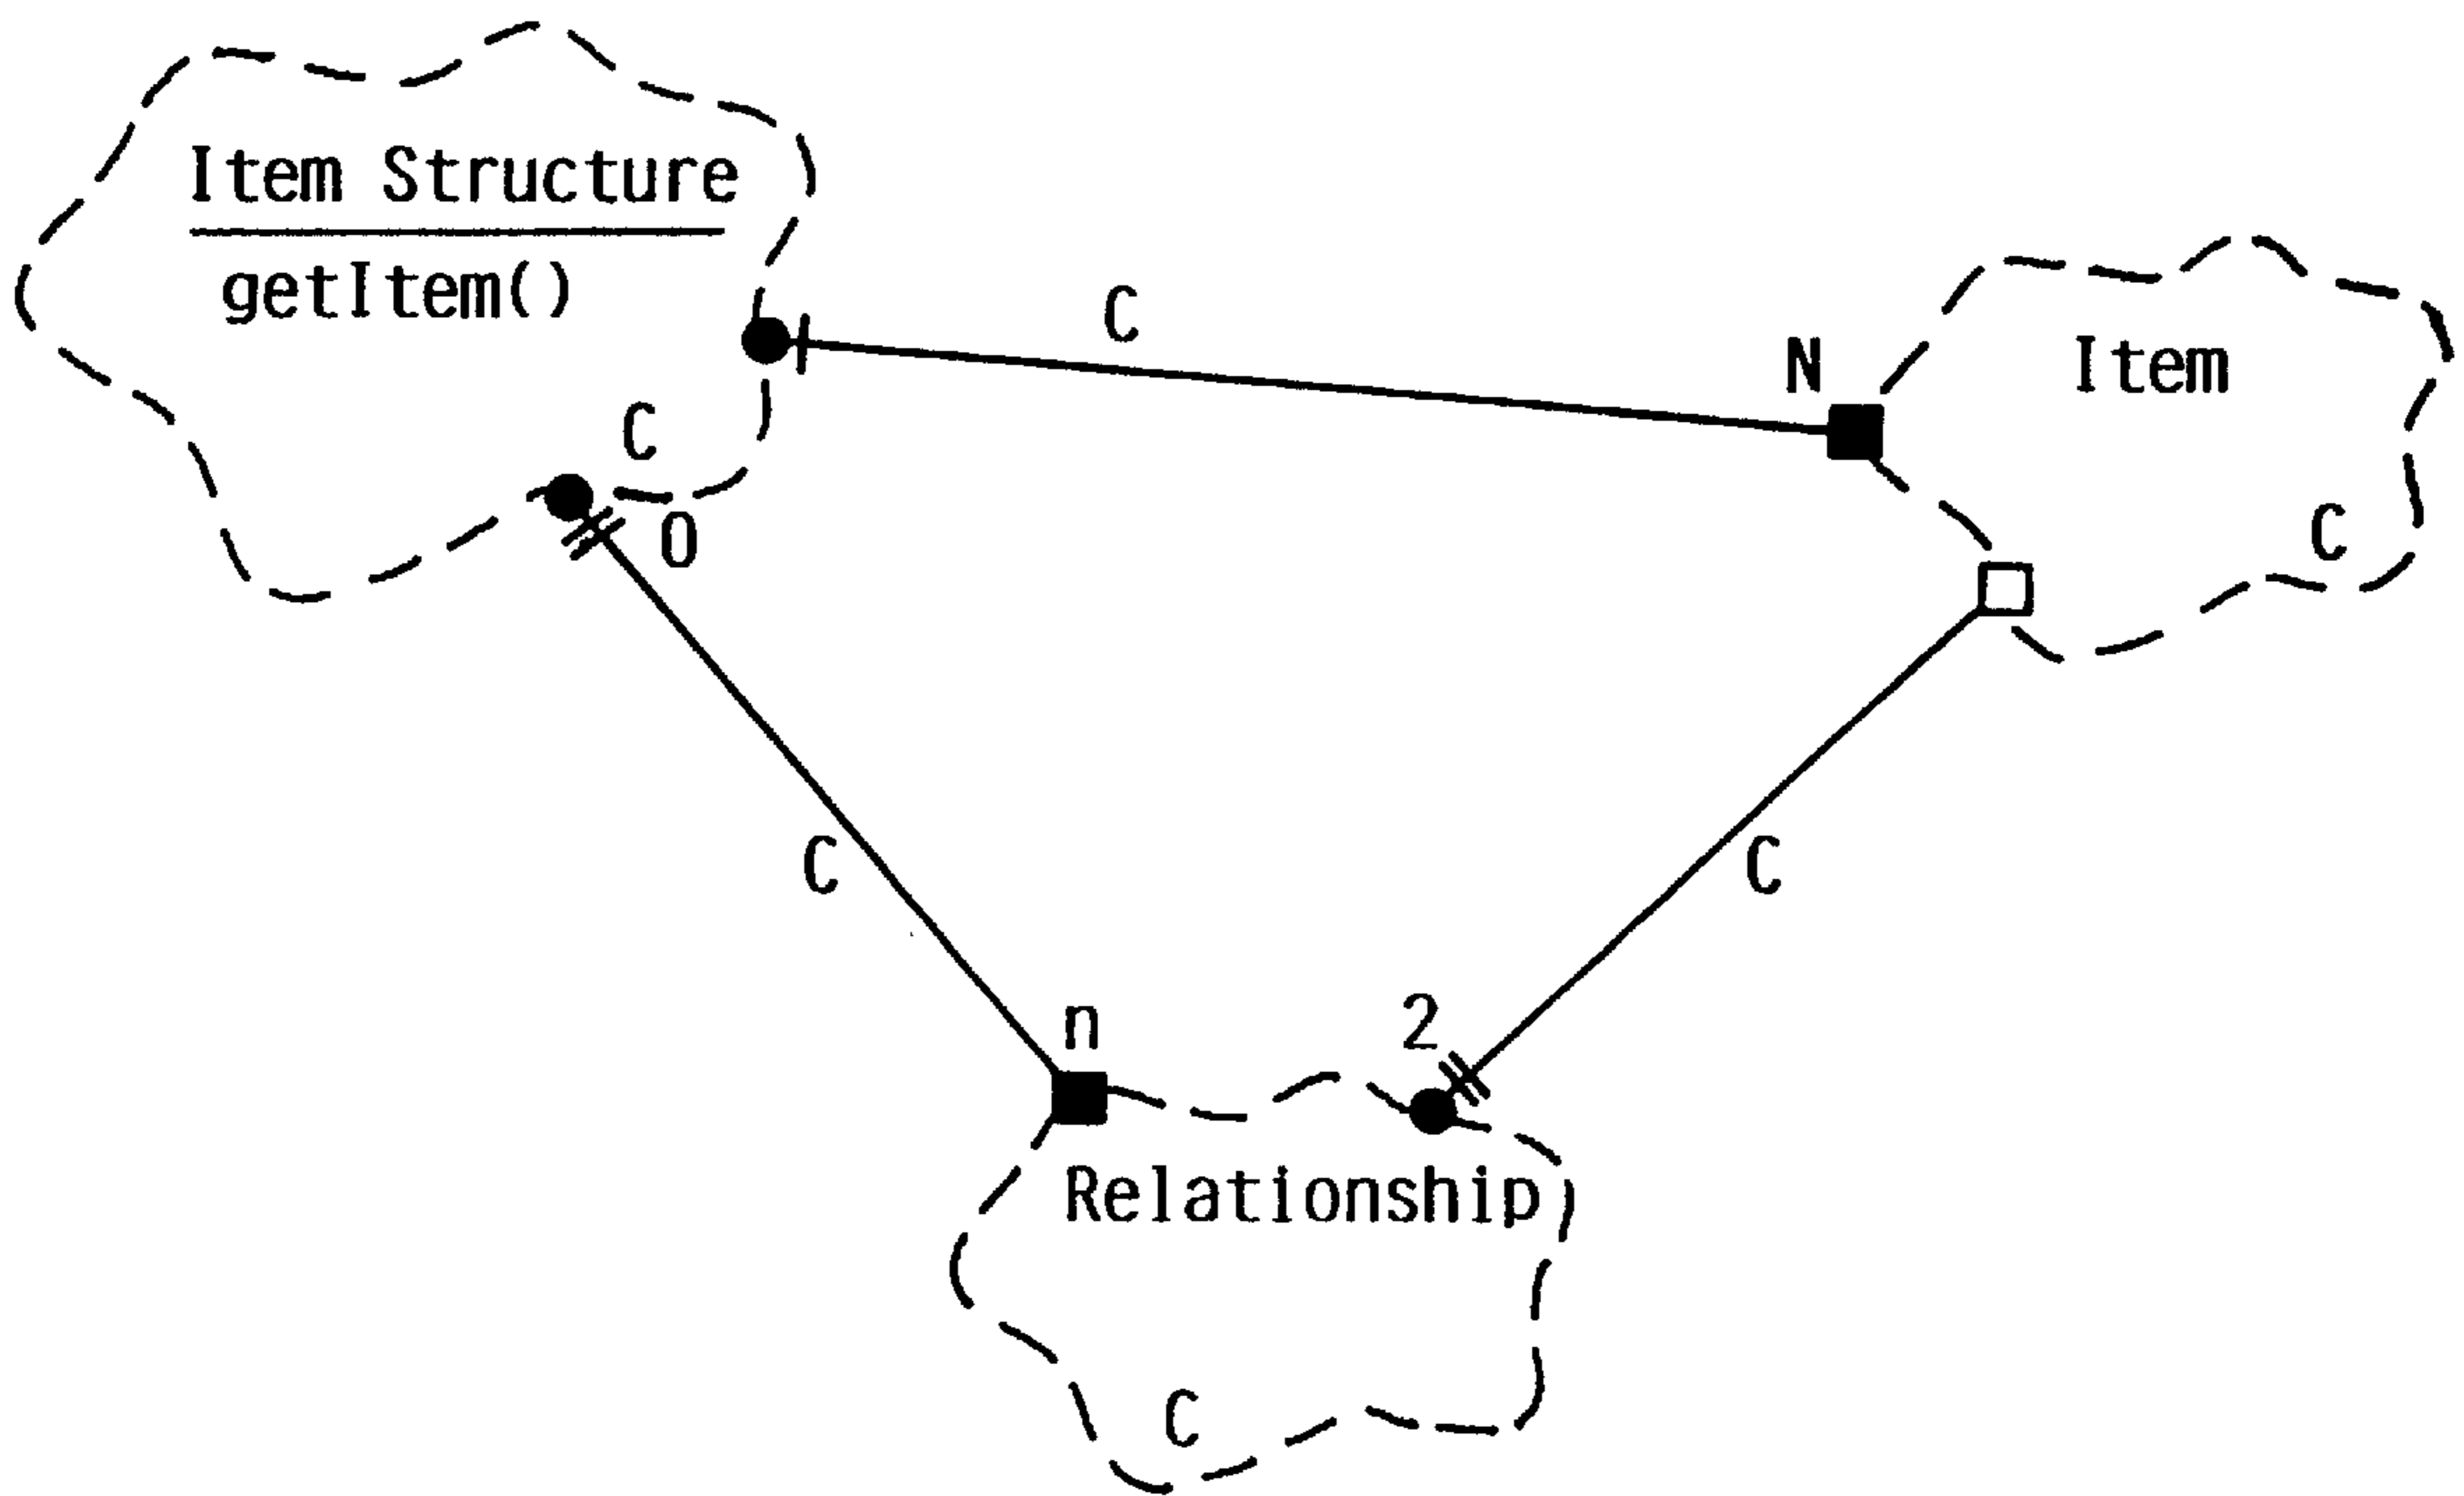 Item Structure
getItem()
C
N
Item
C
0
C
C
C
n
2
Relationship
C